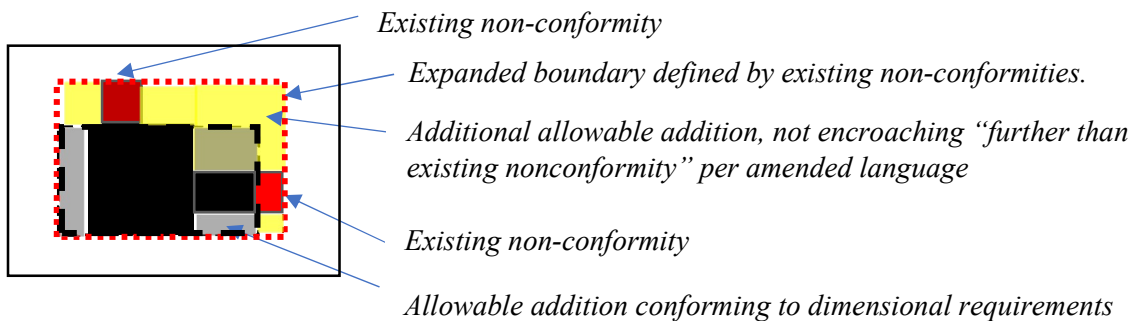 Existing non-conformity
Expanded boundary defined by existing non-conformities.
Additional allowable addition, not encroaching “further than
existing nonconformity” per amended language
Existing non-conformity
Allowable addition conforming to dimensional requirements